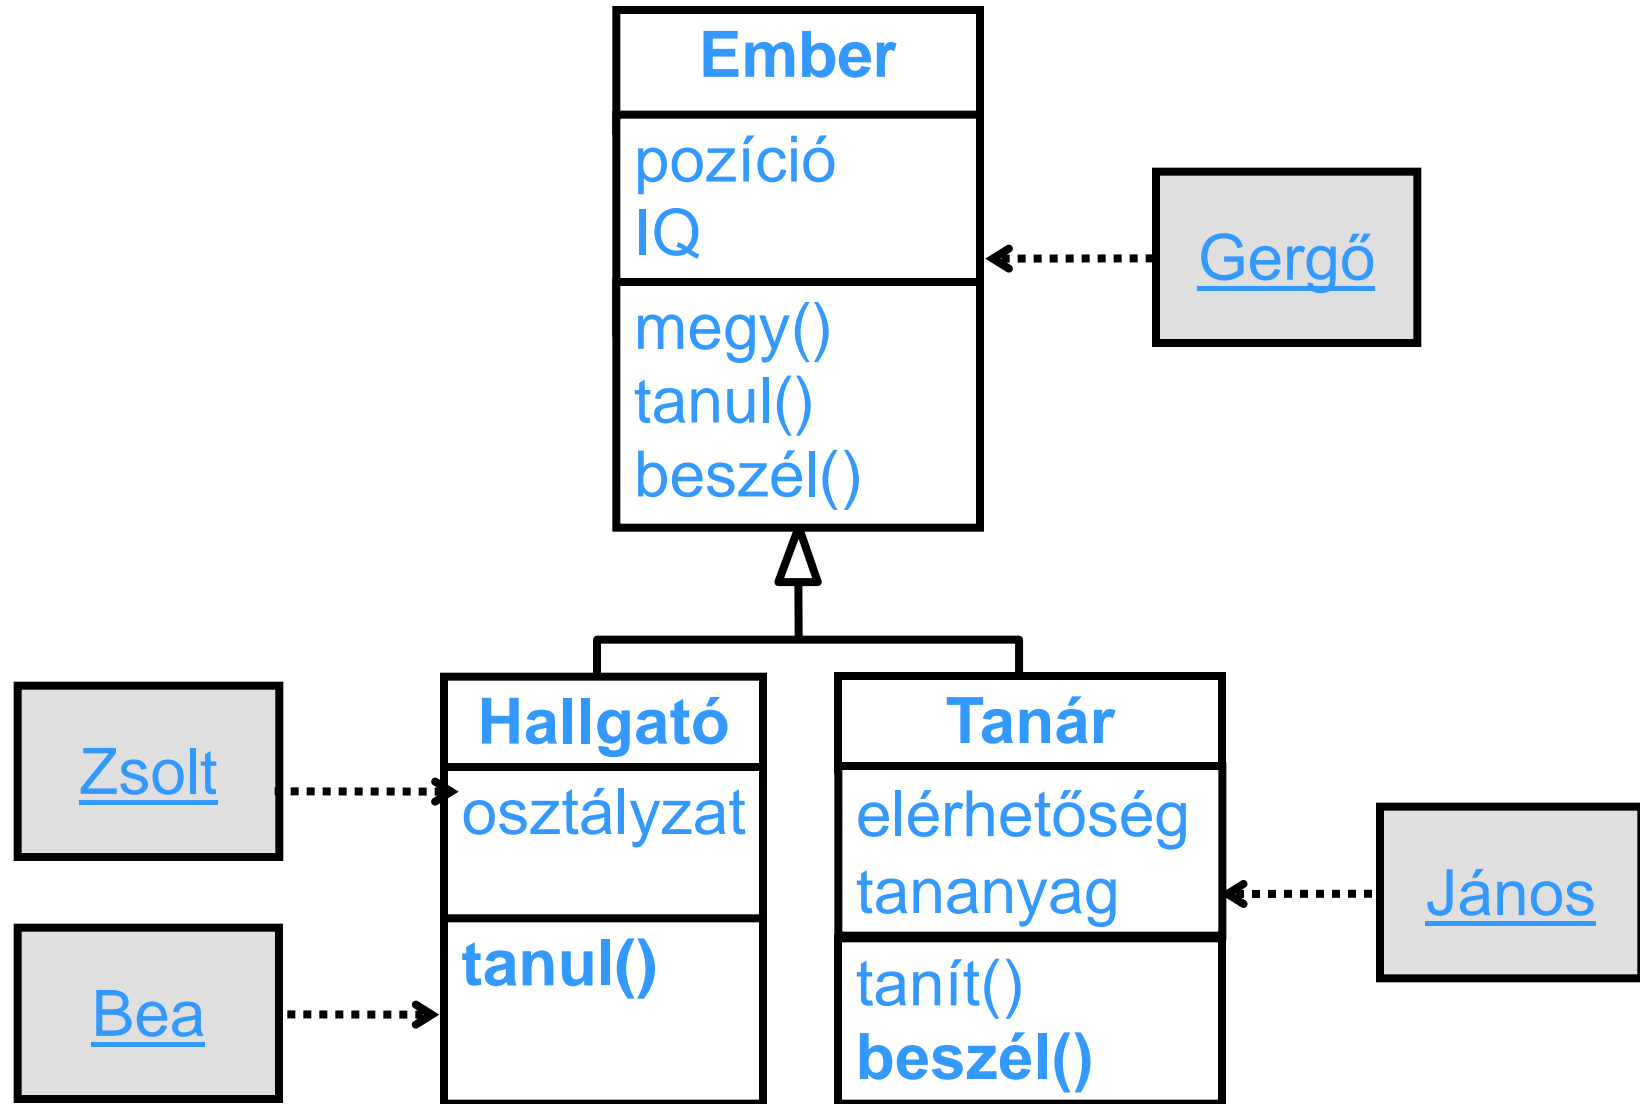 Ember
pozíció
IQ
megy()
tanul()
beszél()
Gergő
Zsolt
Bea
Hallgató
osztályzat
tanul()
Tanár
elérhetőség
tananyag
tanít()
beszél()
János